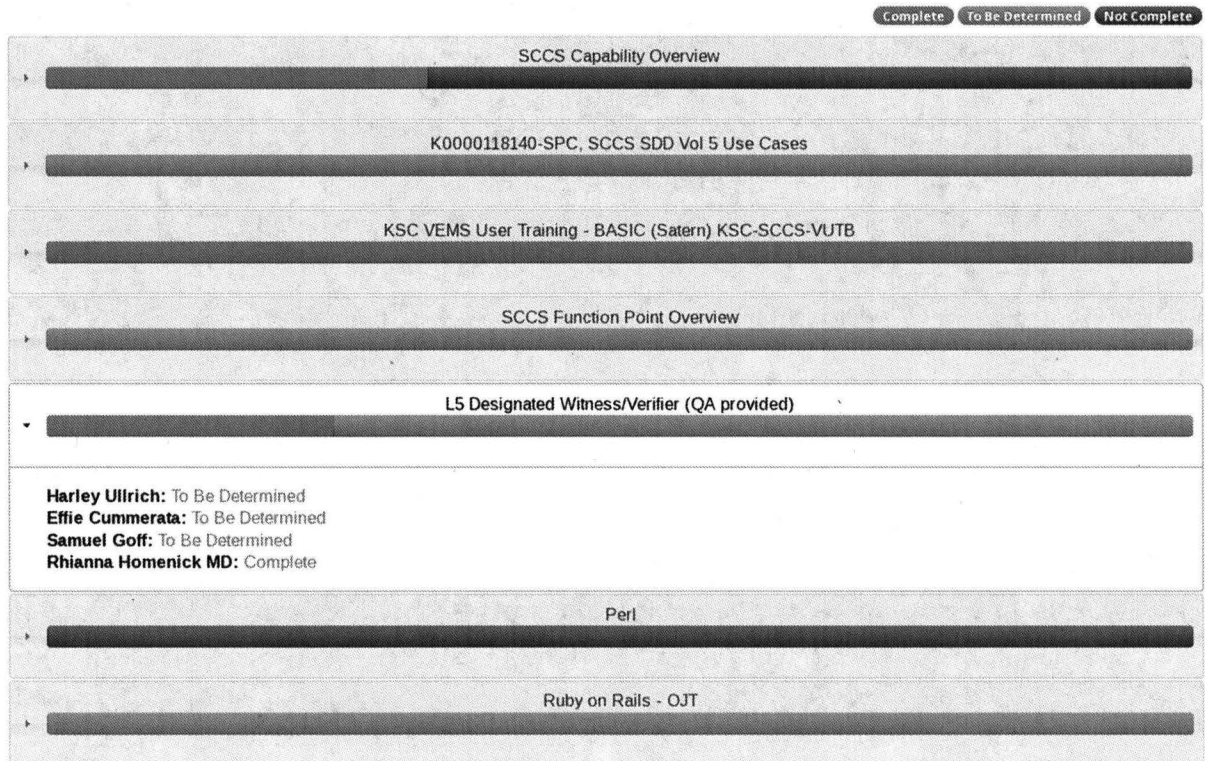 Complete To Be Determined Not Complete
SCCS Capability Overview
K0000118140-SPC, SCCS SDD Vol 5 Use Cases
KSC VEMS User Training - BASIC (Satern) KSC-SCCS-VUTB
SCCS Function Point Overview
L5 Designated Witness/Verifier (QA provided)
Harley Ullrich: To Be Determined
Effie Cummerata: To Be Determined
Samuel Goff: To Be Determined
Rhianna Homenick MD: Complete
Perl
Ruby on Rails - OJT